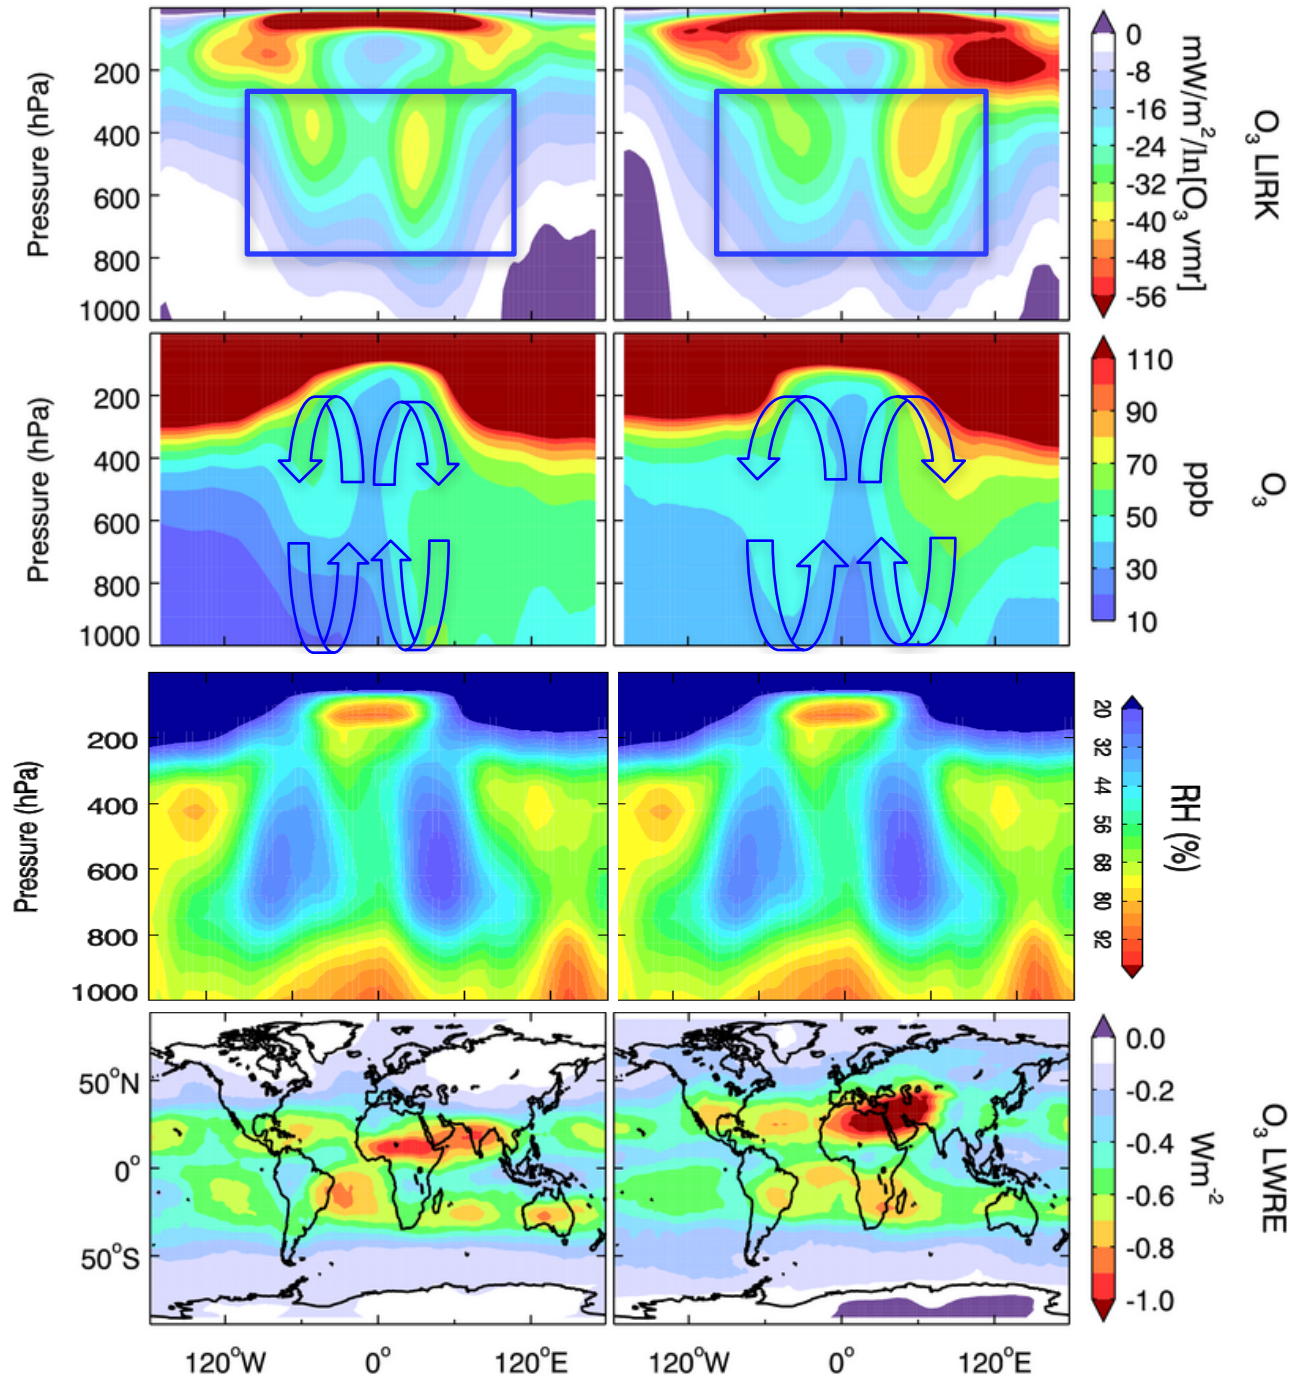 Pressure (hPa)
200
400
600
800
1000
0
-8
-16
-24
-32
-40
-48
-56
mW/m²/ln[O₃ vmr]
O₃ LIRK
Pressure (hPa)
200
400
600
800
1000
110
90
70
50
30
10
ppb
O₃
Pressure (hPa)
200
400
600
800
1000
20
32
44
56
68
80
92
RH (%)
50°N
0°
50°S
120°W
0°
120°E
120°W
0°
120°E
0.0
-0.2
-0.4
-0.6
-0.8
-1.0
Wm⁻²
O₃ LWRE